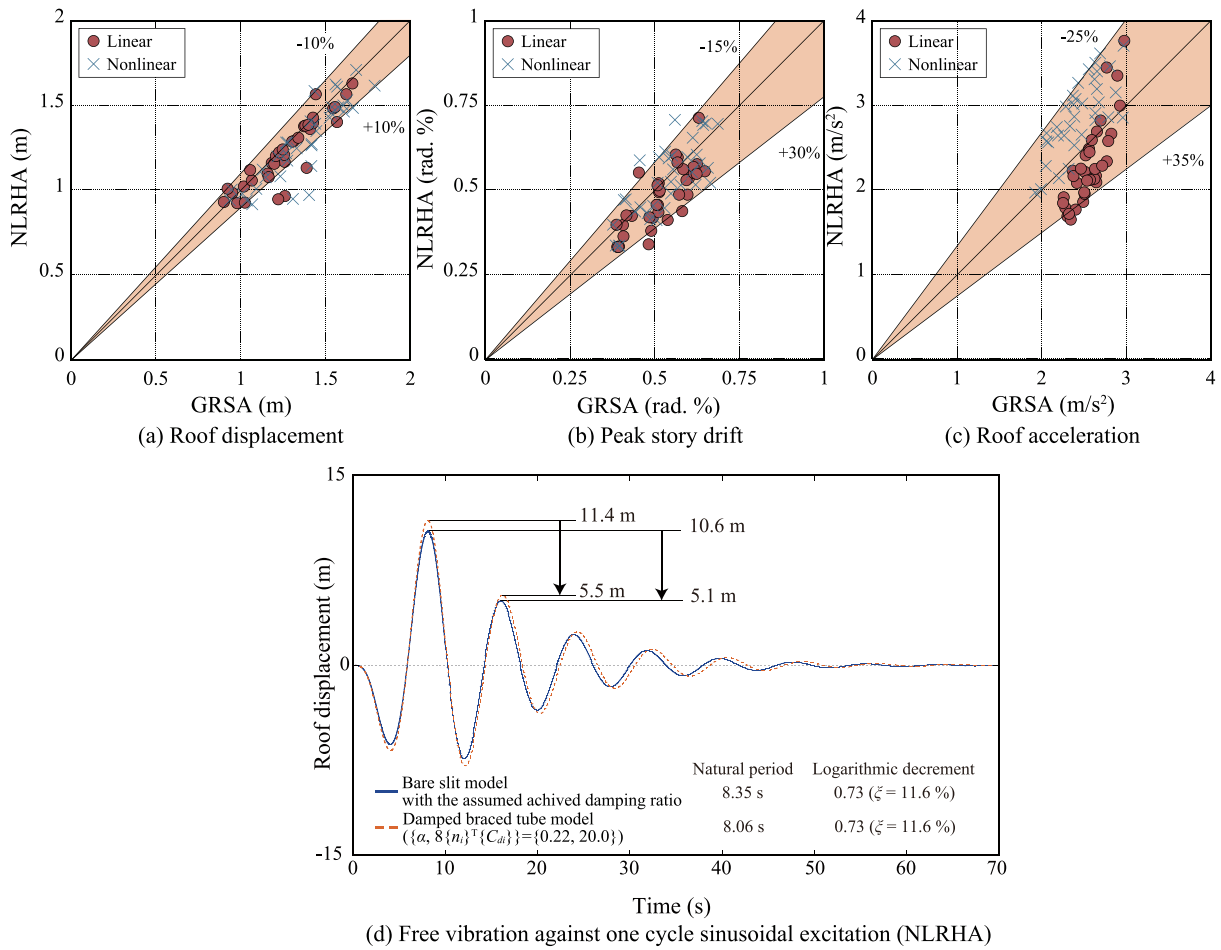 2
1.5
1
0.5
0
NLRHA (m)
Linear
Nonlinear
-10%
+10%
0
0.5
1
1.5
2
GRSA (m)
(a) Roof displacement
1
0.75
0.5
0.25
0
NLRHA (rad. %)
Linear
Nonlinear
-15%
+30%
0
0.25
0.5
0.75
1
GRSA (rad. %)
(b) Peak story drift
4
3
2
1
0
NLRHA (m/s²)
Linear
Nonlinear
-25%
+35%
0
1
2
3
4
GRSA (m/s²)
(c) Roof acceleration
15
0
-15
Roof displacement (m)
11.4 m
10.6 m
5.5 m
5.1 m
Natural period Logarithmic decrement
Bare slit model
with the assumed achived damping ratio
8.35 s 0.73 (ξ = 11.6 %)
Damped braced tube model
({α, 8{nᵢ}ᵀ{C_di}}={0.22, 20.0})
8.06 s 0.73 (ξ = 11.6 %)
0 10 20 30 40 50 60 70
Time (s)
(d) Free vibration against one cycle sinusoidal excitation (NLRHA)